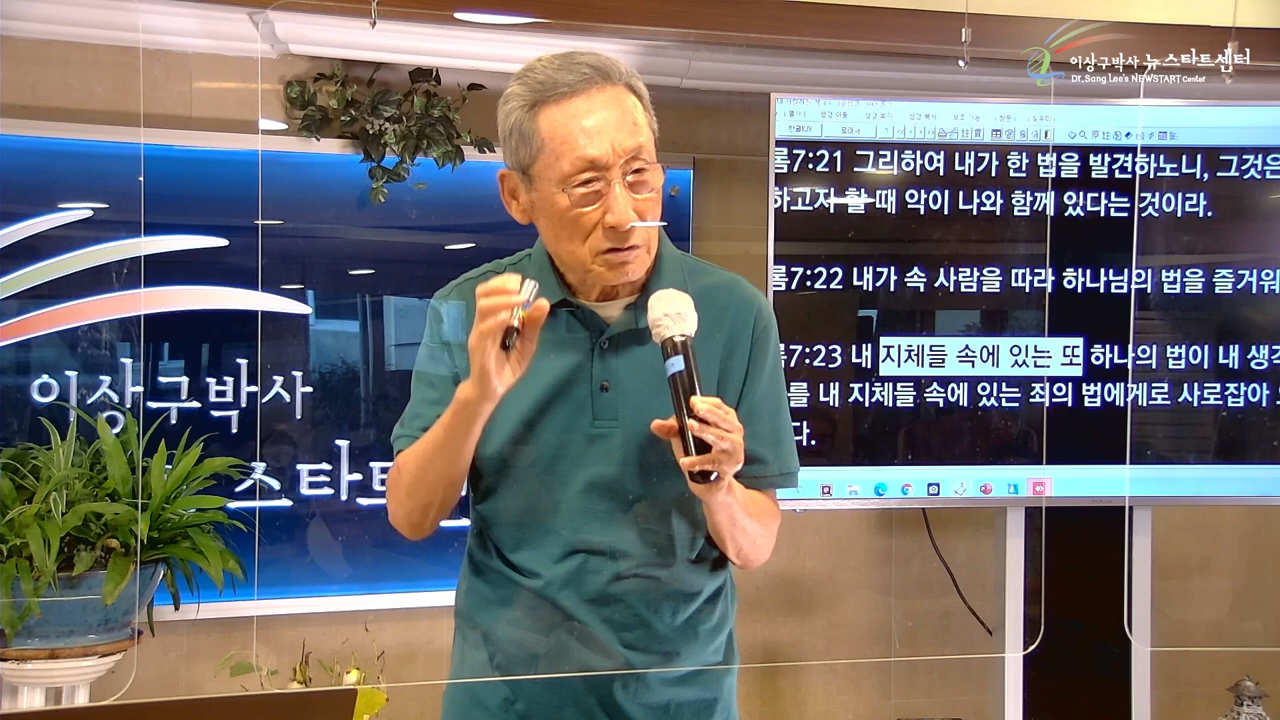 이상구박사 뉴스타트센터
Dr. Sang Lee's NEWSTART Center
한글KJV
롬7:21 그리하여 내가 한 법을 발견하노니, 그것은
하고자 할 때 악이 나와 함께 있다는 것이라.
롬7:22 내가 속 사람을 따라 하나님의 법을 즐거워
롬7:23 내 지체들 속에 있는 또 하나의 법이 내 생각
를 내 지체들 속에 있는 죄의 법에게로 사로잡아
다.
이상구박사
스타트